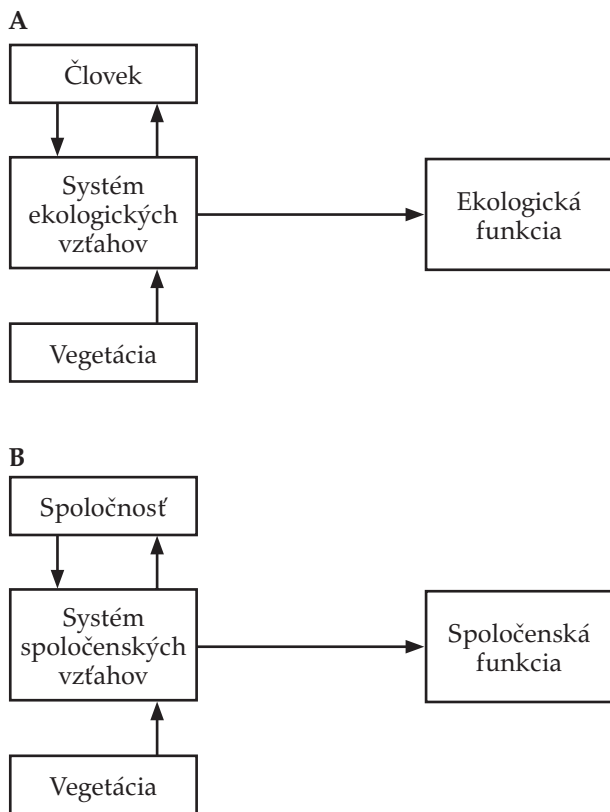 A
Človek
Systém
ekologických
vzťahov
Ekologická
funkcia
Vegetácia
B
Spoločnosť
Systém
spoločenských
vzťahov
Spoločenská
funkcia
Vegetácia